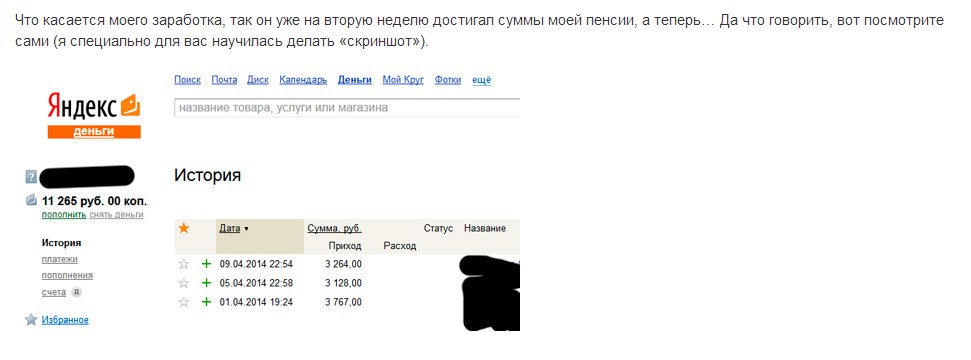 Что касается моего заработка, так он уже на вторую неделю достигал суммы моей пенсии, а теперь… Да что говорить, вот посмотрите
сами (я специально для вас научилась делать «скриншот»).
Поиск Почта Диск Календарь Деньги Мой Круг Фотки ещё
Яндекс
деньги
название товара, услуги или магазина
?
История
11 265 руб. 00 коп.
пополнить снять деньги
Дата ▼ Сумма, руб. Статус Название
Приход Расход
История
платежи
пополнения
счета д
Избранное
09.04.2014 22:54 3 264,00
05.04.2014 22:58 3 128,00
01.04.2014 19:24 3 767,00